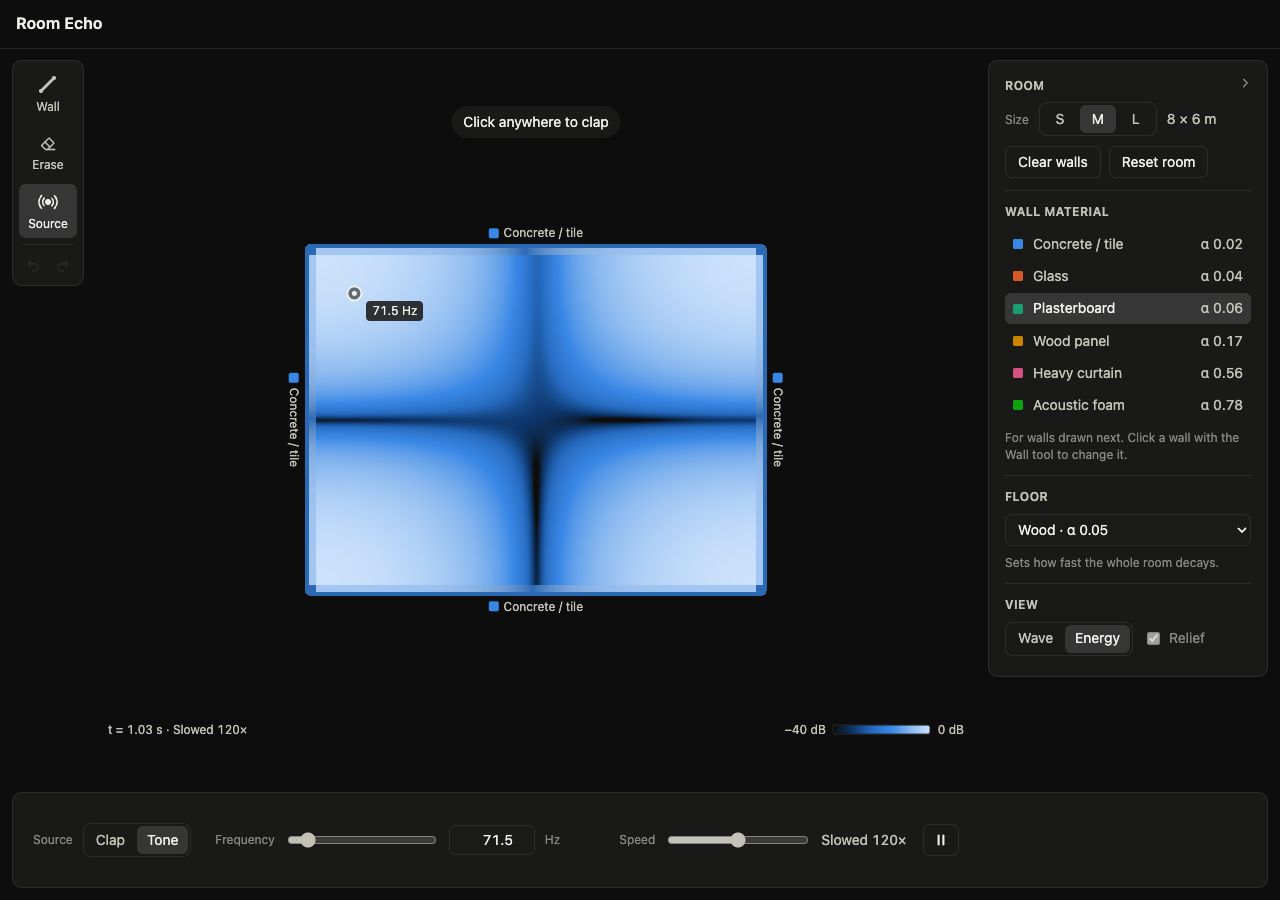 Room Echo
Wall
Erase
Source
Click anywhere to clap
Concrete / tile
71.5 Hz
Concrete / tile
Concrete / tile
Concrete / tile
t = 1.03 s · Slowed 120×
−40 dB
0 dB
ROOM
Size S M L 8 × 6 m
Clear walls Reset room
WALL MATERIAL
Concrete / tile α 0.02
Glass α 0.04
Plasterboard α 0.06
Wood panel α 0.17
Heavy curtain α 0.56
Acoustic foam α 0.78
For walls drawn next. Click a wall with the
Wall tool to change it.
FLOOR
Wood · α 0.05
Sets how fast the whole room decays.
VIEW
Wave Energy Relief
Source Clap Tone Frequency 71.5 Hz Speed Slowed 120×